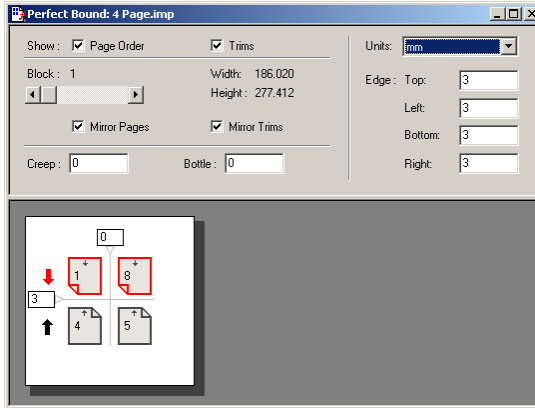 Perfect Bound: 4 Page.imp
Show: Page Order Trims Units: mm
Block: 1 Width: 186.020 Edge: Top: 3
Height: 277.412
Left: 3
Mirror Pages Mirror Trims Bottom: 3
Creep: 0 Bottle: 0 Right: 3
0
1 8
3
4 5